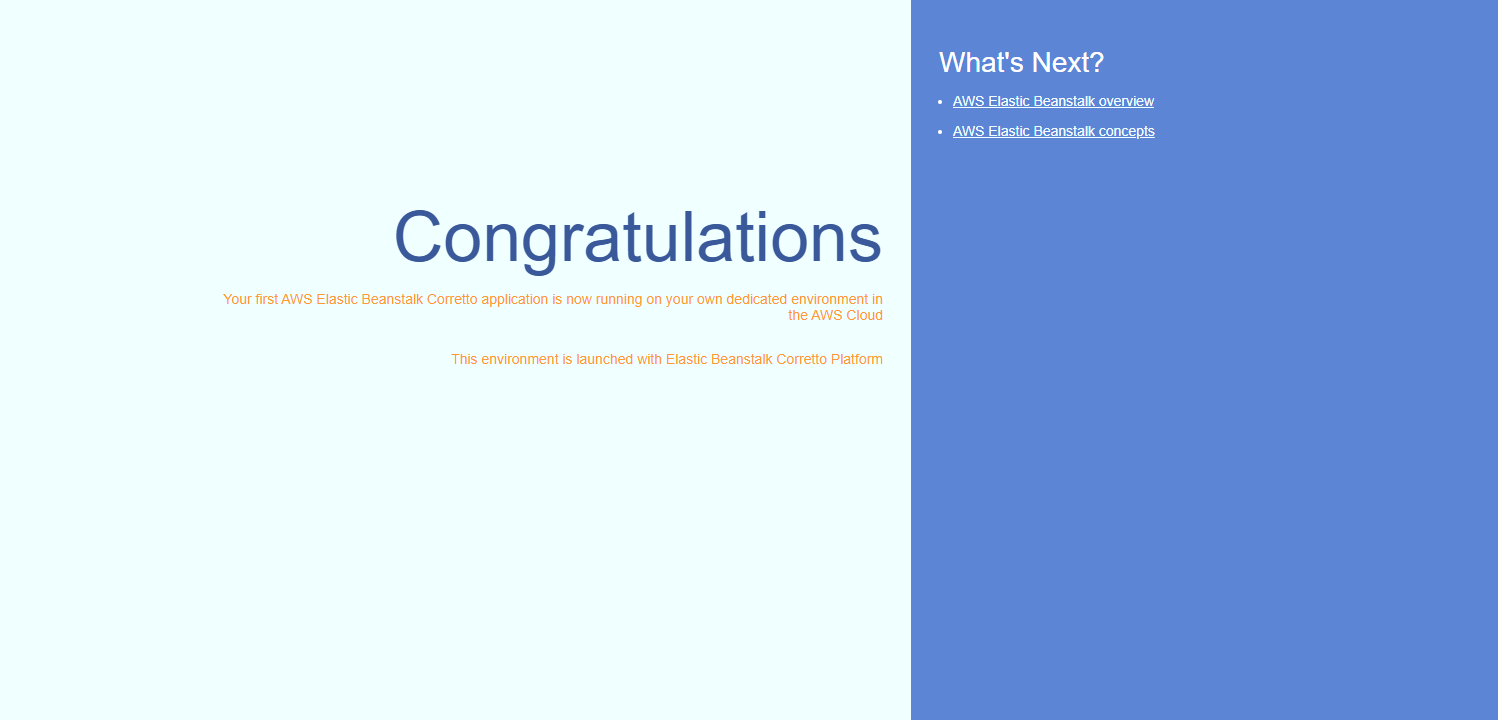 Congratulations
Your first AWS Elastic Beanstalk Corretto application is now running on your own dedicated environment in
the AWS Cloud
This environment is launched with Elastic Beanstalk Corretto Platform
What's Next?
AWS Elastic Beanstalk overview
AWS Elastic Beanstalk concepts